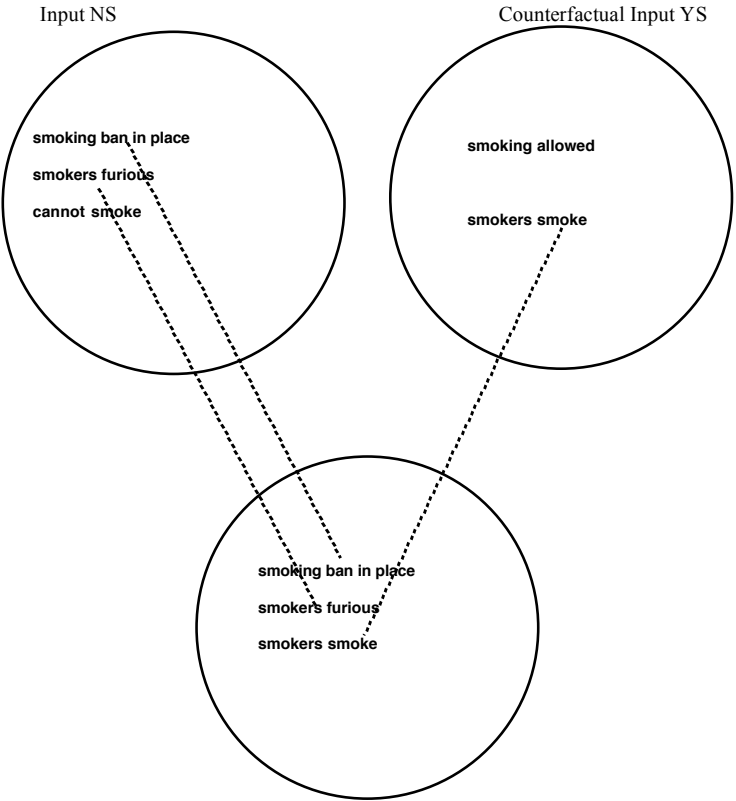 Input NS
Counterfactual Input YS
smoking ban in place
smokers furious
cannot smoke
smoking allowed
smokers smoke
smoking ban in place
smokers furious
smokers smoke